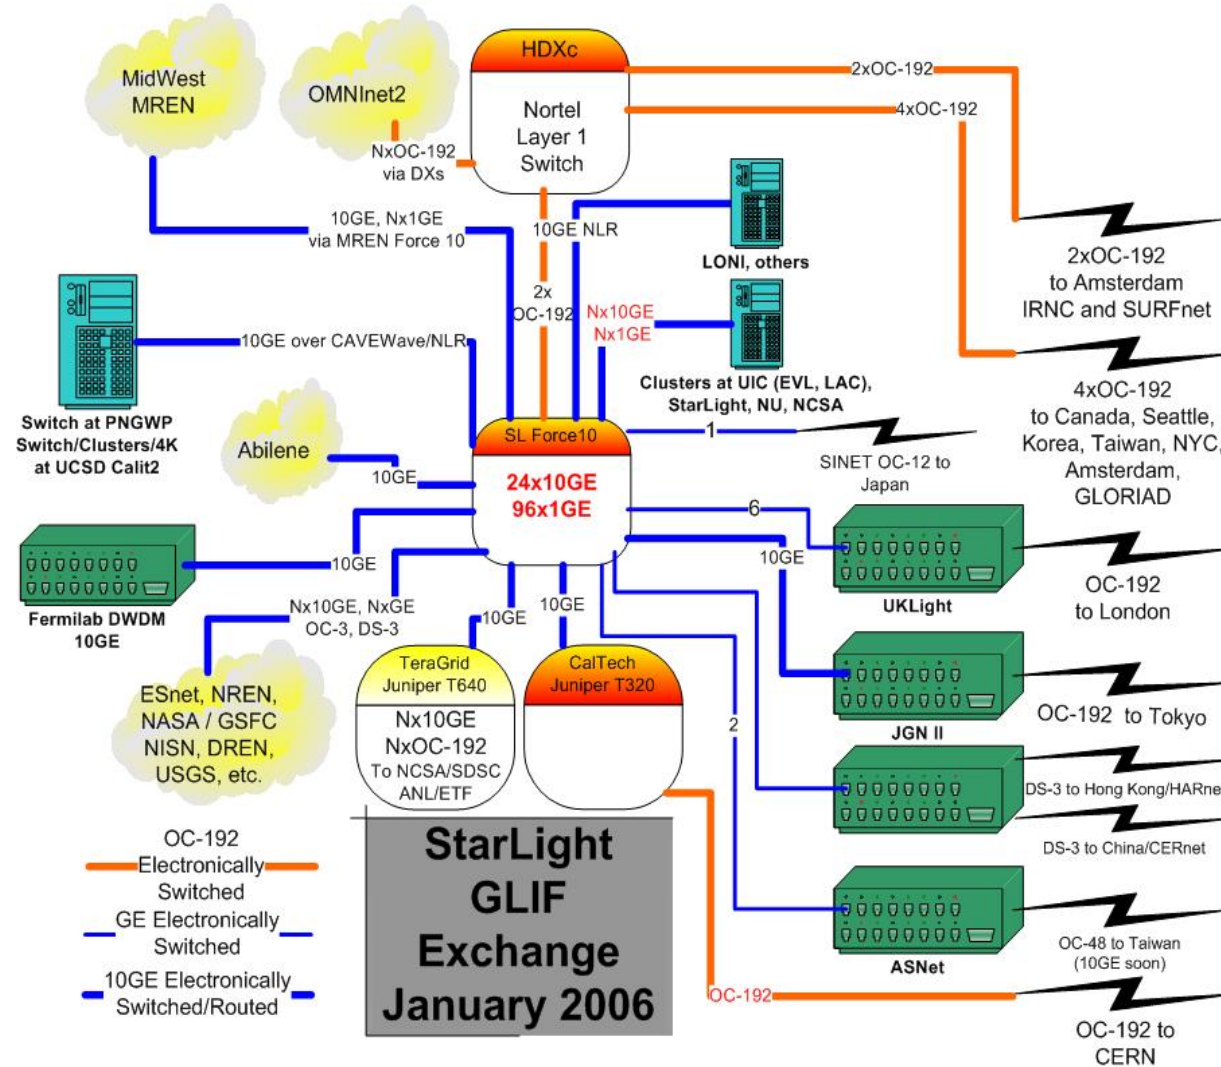 MidWest
MREN
OMNInet2
HDXc
Nortel
Layer 1
Switch
NxOC-192
via DXs
2xOC-192
4xOC-192
10GE, Nx1GE
via MREN Force 10
10GE NLR
LONI, others
2x
OC-192
Nx10GE
Nx1GE
Clusters at UIC (EVL, LAC),
StarLight, NU, NCSA
2xOC-192
to Amsterdam
IRNC and SURFnet
4xOC-192
to Canada, Seattle,
Korea, Taiwan, NYC,
Amsterdam,
GLORIAD
10GE over CAVEWave/NLR
Switch at PNGWP
Switch/Clusters/4K
at UCSD Calit2
Abilene
10GE
SL Force10
24x10GE
96x1GE
1
SINET OC-12 to
Japan
6
UKLight
OC-192
to London
10GE
Fermilab DWDM
10GE
10GE
JGN II
OC-192 to Tokyo
Nx10GE, NxGE
OC-3, DS-3
ESnet, NREN,
NASA / GSFC
NISN, DREN,
USGS, etc.
10GE
10GE
TeraGrid
Juniper T640
Nx10GE
NxOC-192
To NCSA/SDSC
ANL/ETF
CalTech
Juniper T320
2
DS-3 to Hong Kong/HARne
DS-3 to China/CERnet
ASNet
OC-48 to Taiwan
(10GE soon)
OC-192
OC-192 to
CERN
OC-192
Electronically
Switched
GE Electronically
Switched
10GE Electronically
Switched/Routed
StarLight
GLIF
Exchange
January 2006